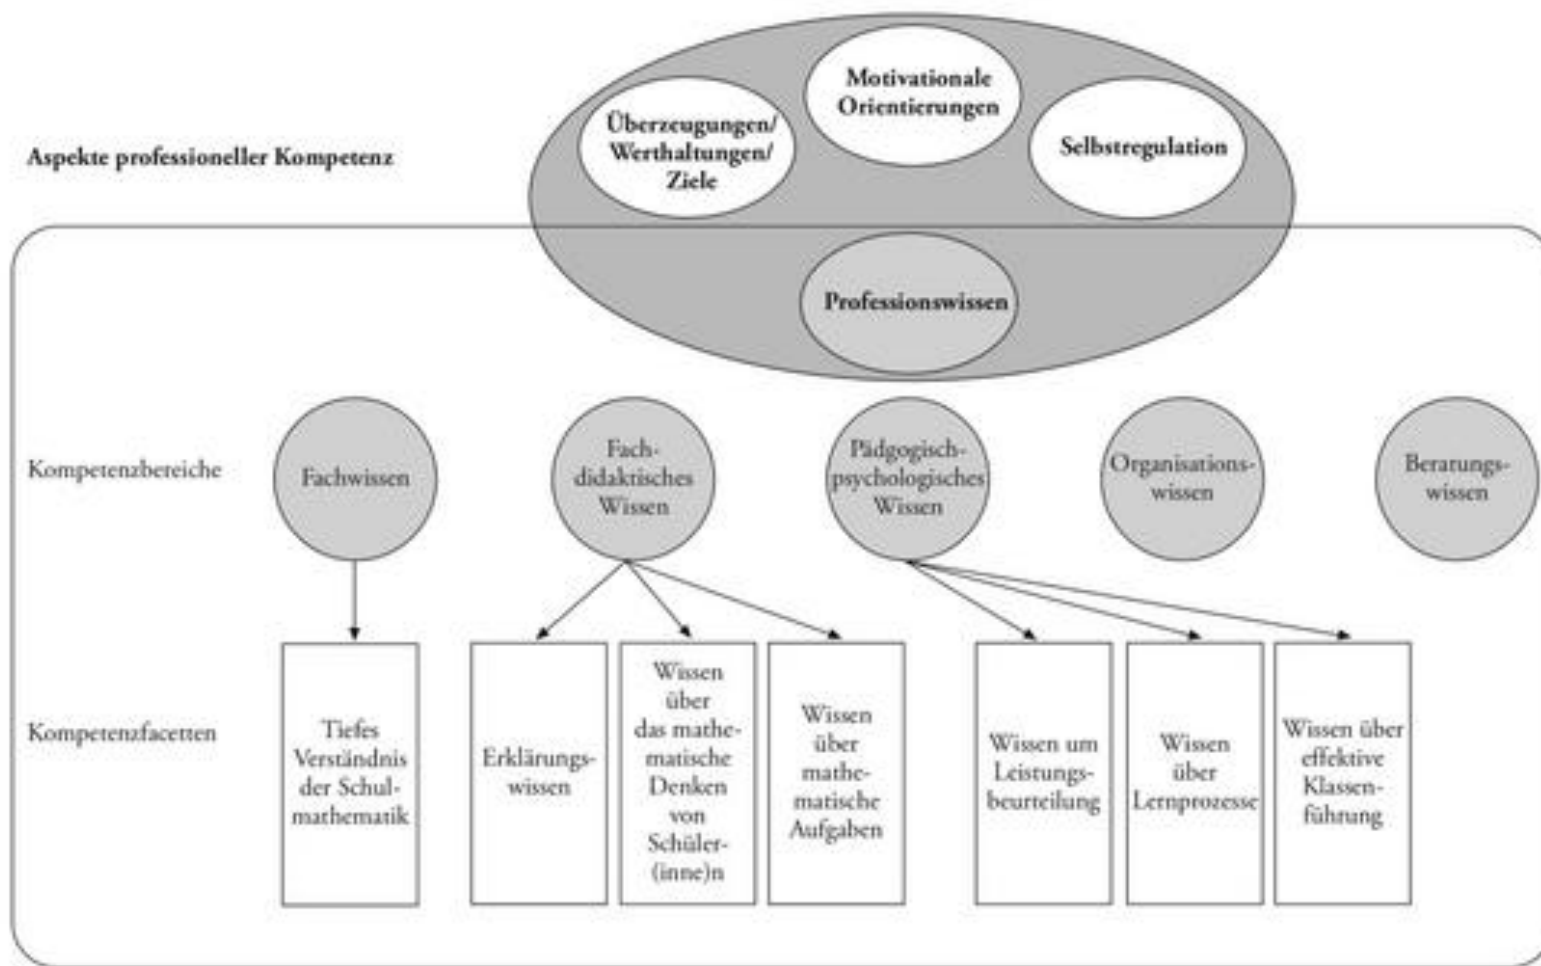 Motivationale
Orientierungen
Überzeugungen/
Werthaltungen/
Ziele
Selbstregulation
Aspekte professioneller Kompetenz
Professionswissen
Kompetenzbereiche
Fachwissen
Fach-
didaktisches
Wissen
Pädgogisch-
psychologisches
Wissen
Organisations-
wissen
Beratungs-
wissen
Kompetenzfacetten
Tiefes
Verständnis
der Schul-
mathematik
Erklärungs-
wissen
Wissen
über
das mathe-
matische
Denken
von
Schüler-
(inne)n
Wissen
über
mathe-
matische
Aufgaben
Wissen um
Leistungs-
beurteilung
Wissen
über
Lernprozesse
Wissen über
effektive
Klassen-
führung